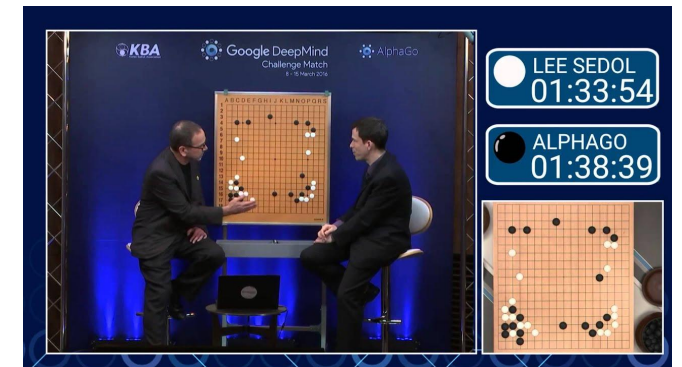 KBA
Google DeepMind
Challenge Match
8 - 15 March 2016
AlphaGo
ABCDEFGHJKLMNOPQRS
LEE SEDOL
01:33:54
ALPHAGO
01:38:39